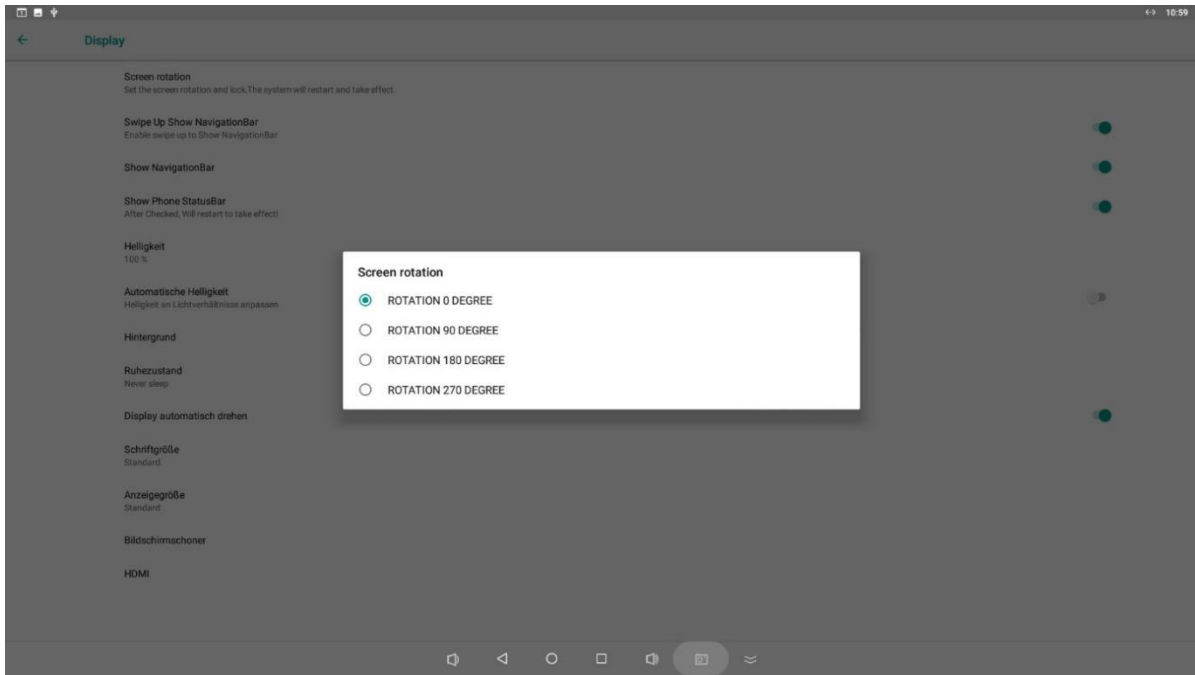 10:59
Display
Screen rotation
Set the screen rotation and lock,The system will restart and take effect.
Swipe Up Show NavigationBar
Enable swipe up to Show NavigationBar
Show NavigationBar
Show Phone StatusBar
After Checked, Will restart to take effect!
Helligkeit
100 %
Automatische Helligkeit
Helligkeit an Lichtverhältnisse anpassen
Hintergrund
Ruhezustand
Never sleep
Display automatisch drehen
Schriftgröße
Standard
Anzeigegröße
Standard
Bildschirmschoner
HDMI
Screen rotation
ROTATION 0 DEGREE
ROTATION 90 DEGREE
ROTATION 180 DEGREE
ROTATION 270 DEGREE